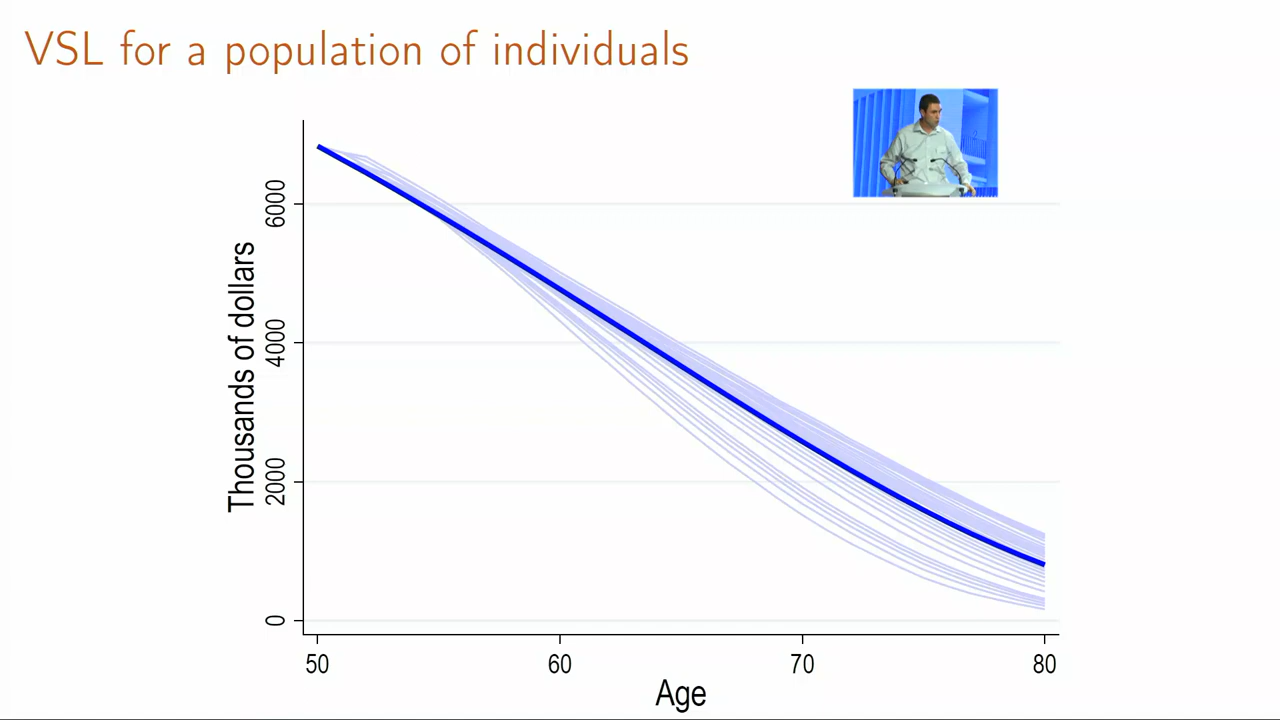 VSL for a population of individuals
Thousands of dollars
6000
4000
2000
0
50 60 70 80
Age